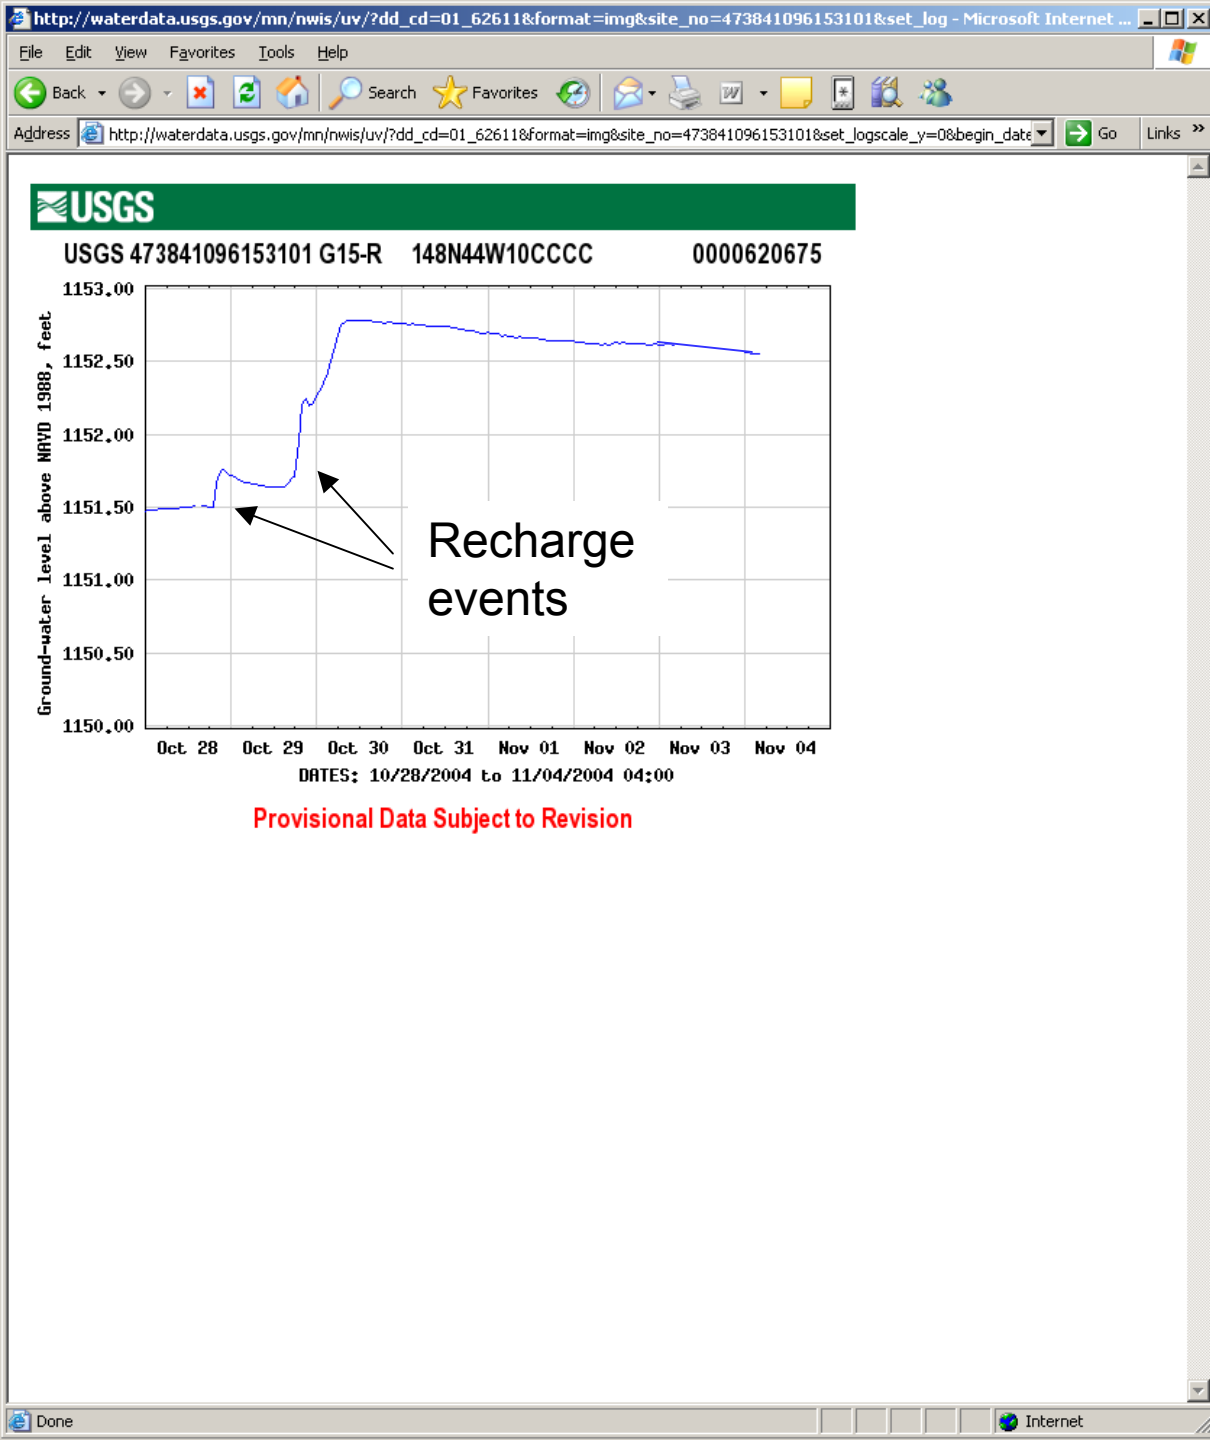 http://waterdata.usgs.gov/mn/nwis/uv/?dd_cd=01_62611&format=img&site_no=473841096153101&set_log - Microsoft Internet ...
File Edit View Favorites Tools Help
Back Search Favorites
Address http://waterdata.usgs.gov/mn/nwis/uv/?dd_cd=01_62611&format=img&site_no=473841096153101&set_logscale_y=0&begin_date Go Links »
USGS
USGS 473841096153101 G15-R 148N44W10CCCC 0000620675
Ground-water level above NAVD 1988, feet
1153.00
1152.50
1152.00
1151.50
1151.00
1150.50
1150.00
Recharge
events
Oct 28 Oct 29 Oct 30 Oct 31 Nov 01 Nov 02 Nov 03 Nov 04
DATES: 10/28/2004 to 11/04/2004 04:00
Provisional Data Subject to Revision
Done Internet